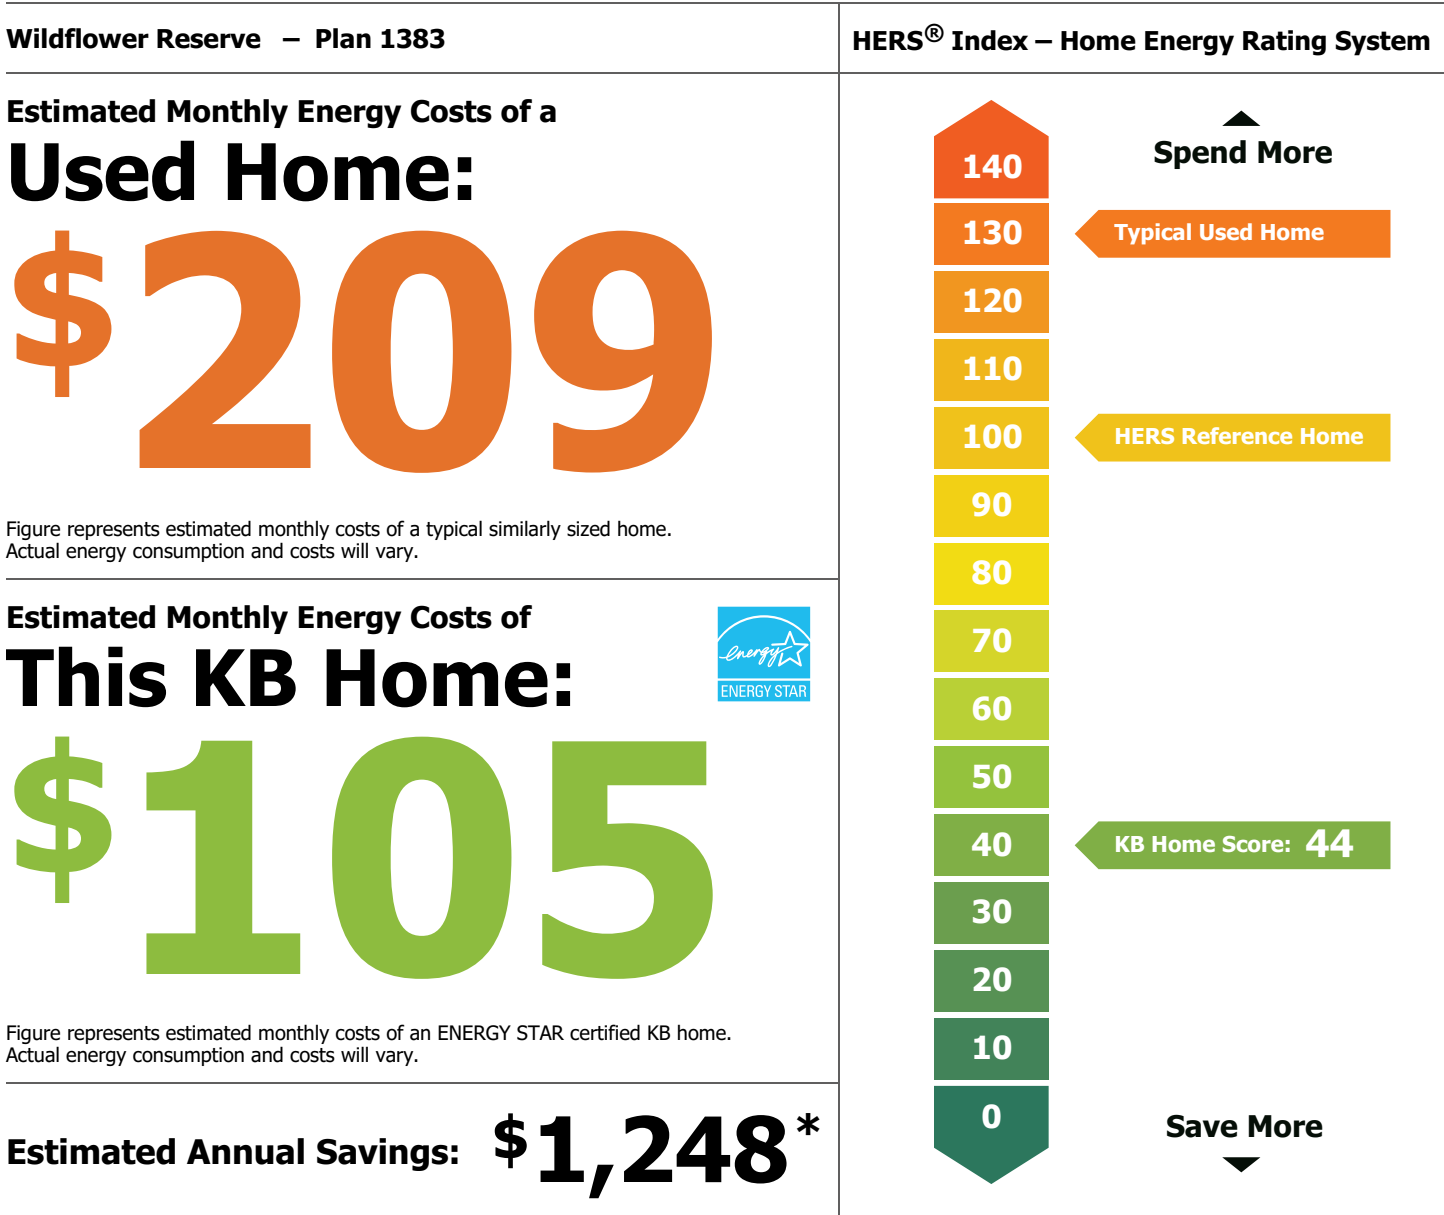 Wildflower Reserve – Plan 1383
Estimated Monthly Energy Costs of a
Used Home:
$209
Figure represents estimated monthly costs of a typical similarly sized home.
Actual energy consumption and costs will vary.
Estimated Monthly Energy Costs of
This KB Home:
energy
ENERGY STAR
$105
Figure represents estimated monthly costs of an ENERGY STAR certified KB home.
Actual energy consumption and costs will vary.
Estimated Annual Savings: $1,248*
HERS® Index – Home Energy Rating System
Spend More
140
130 Typical Used Home
120
110
100 HERS Reference Home
90
80
70
60
50
40 KB Home Score: 44
30
20
10
0
Save More